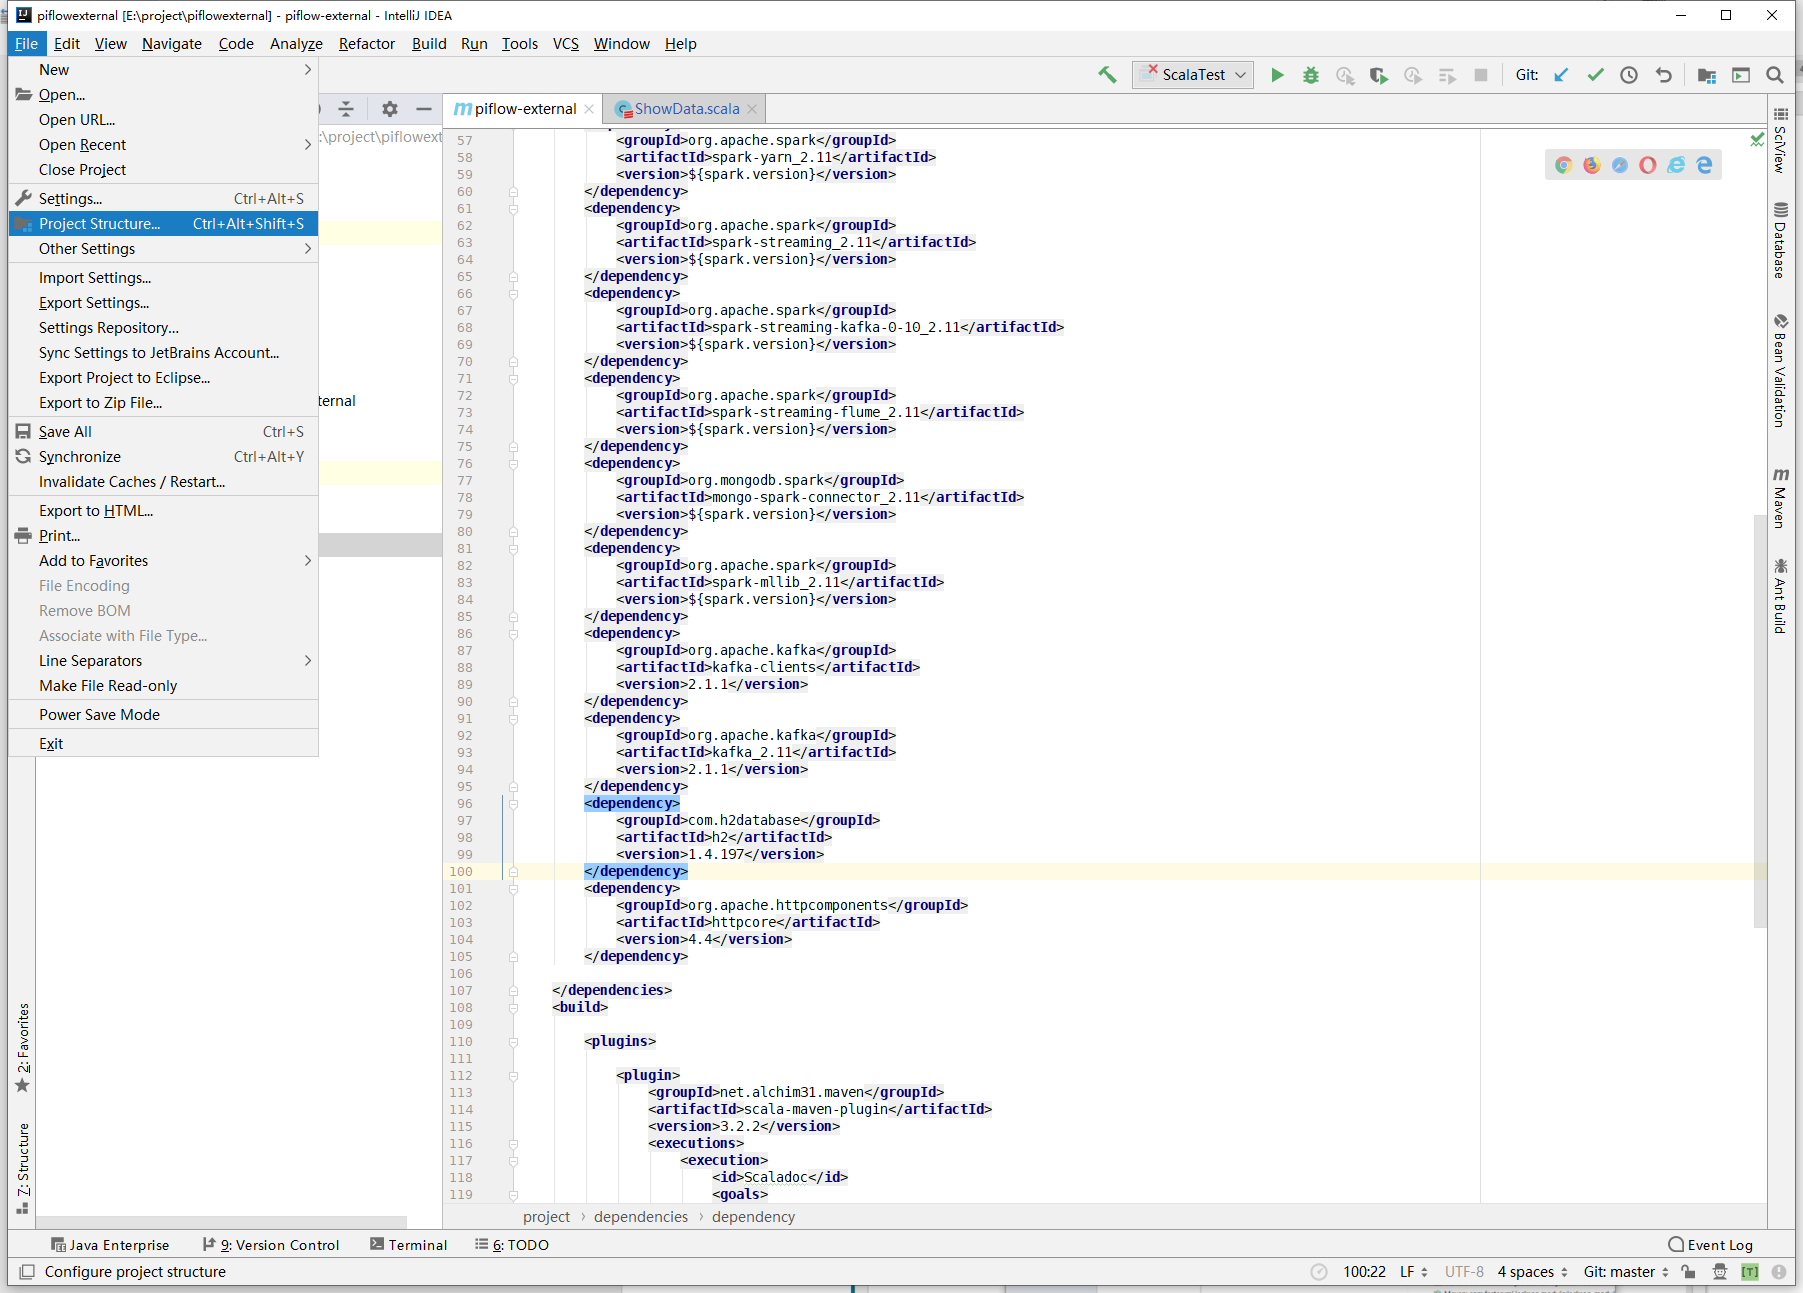 piflowexternal [E:\project\piflowexternal] - piflow-external - IntelliJ IDEA
File Edit View Navigate Code Analyze Refactor Build Run Tools VCS Window Help
ScalaTest Git:
New
Open...
Open URL...
Open Recent
Close Project
Settings... Ctrl+Alt+S
Project Structure... Ctrl+Alt+Shift+S
Other Settings
Import Settings...
Export Settings...
Settings Repository...
Sync Settings to JetBrains Account...
Export Project to Eclipse...
Export to Zip File...
Save All Ctrl+S
Synchronize Ctrl+Alt+Y
Invalidate Caches / Restart...
Export to HTML...
Print...
Add to Favorites
File Encoding
Remove BOM
Associate with File Type...
Line Separators
Make File Read-only
Power Save Mode
Exit
:\project\piflowext
ternal
piflow-external ShowData.scala
57 <groupId>org.apache.spark</groupId>
58 <artifactId>spark-yarn_2.11</artifactId>
59 <version>${spark.version}</version>
60 </dependency>
61 <dependency>
62 <groupId>org.apache.spark</groupId>
63 <artifactId>spark-streaming_2.11</artifactId>
64 <version>${spark.version}</version>
65 </dependency>
66 <dependency>
67 <groupId>org.apache.spark</groupId>
68 <artifactId>spark-streaming-kafka-0-10_2.11</artifactId>
69 <version>${spark.version}</version>
70 </dependency>
71 <dependency>
72 <groupId>org.apache.spark</groupId>
73 <artifactId>spark-streaming-flume_2.11</artifactId>
74 <version>${spark.version}</version>
75 </dependency>
76 <dependency>
77 <groupId>org.mongodb.spark</groupId>
78 <artifactId>mongo-spark-connector_2.11</artifactId>
79 <version>${spark.version}</version>
80 </dependency>
81 <dependency>
82 <groupId>org.apache.spark</groupId>
83 <artifactId>spark-mllib_2.11</artifactId>
84 <version>${spark.version}</version>
85 </dependency>
86 <dependency>
87 <groupId>org.apache.kafka</groupId>
88 <artifactId>kafka-clients</artifactId>
89 <version>2.1.1</version>
90 </dependency>
91 <dependency>
92 <groupId>org.apache.kafka</groupId>
93 <artifactId>kafka_2.11</artifactId>
94 <version>2.1.1</version>
95 </dependency>
96 <dependency>
97 <groupId>com.h2database</groupId>
98 <artifactId>h2</artifactId>
99 <version>1.4.197</version>
100 </dependency>
101 <dependency>
102 <groupId>org.apache.httpcomponents</groupId>
103 <artifactId>httpcore</artifactId>
104 <version>4.4</version>
105 </dependency>
106
107 </dependencies>
108 <build>
109
110 <plugins>
111
112 <plugin>
113 <groupId>net.alchim31.maven</groupId>
114 <artifactId>scala-maven-plugin</artifactId>
115 <version>3.2.2</version>
116 <executions>
117 <execution>
118 <id>Scaladoc</id>
119 <goals>
project › dependencies › dependency
SciView
Database
Bean Validation
Maven
Ant Build
2: Favorites
7: Structure
Java Enterprise 9: Version Control Terminal 6: TODO Event Log
Configure project structure 100:22 LF UTF-8 4 spaces Git: master [T]